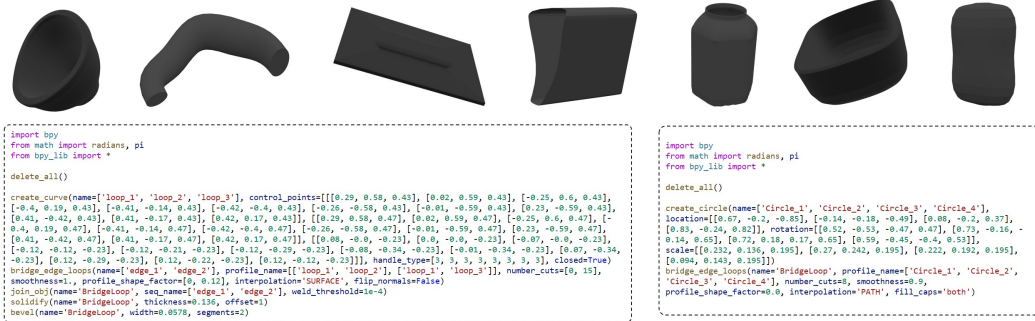 import bpy
from math import radians, pi
from bpy_lib import *
delete_all()
create_curve(name=['loop_1', 'loop_2', 'loop_3'], control_points=[[[0.29, 0.58, 0.43], [0.02, 0.59, 0.43], [-0.25, 0.6, 0.43],
[-0.4, 0.19, 0.43], [-0.41, -0.14, 0.43], [-0.42, -0.4, 0.43], [-0.26, -0.58, 0.43], [-0.01, -0.59, 0.43], [0.23, -0.59, 0.43],
[0.41, -0.42, 0.43], [0.41, -0.17, 0.43], [0.42, 0.17, 0.43]], [[0.29, 0.58, 0.47], [0.02, 0.59, 0.47], [-0.25, 0.6, 0.47], [-
0.4, 0.19, 0.47], [-0.41, -0.14, 0.47], [-0.42, -0.4, 0.47], [-0.26, -0.58, 0.47], [-0.01, -0.59, 0.47], [0.23, -0.59, 0.47],
[0.41, -0.42, 0.47], [0.41, -0.17, 0.47], [0.42, 0.17, 0.47]], [[0.08, -0.0, -0.23], [0.0, -0.0, -0.23], [-0.07, -0.0, -0.23],
[-0.12, -0.12, -0.23], [-0.12, -0.21, -0.23], [-0.12, -0.29, -0.23], [-0.08, -0.34, -0.23], [-0.01, -0.34, -0.23], [0.07, -0.34,
-0.23], [0.12, -0.29, -0.23], [0.12, -0.22, -0.23], [0.12, -0.12, -0.23]]], handle_type=[3, 3, 3, 3, 3, 3, 3, 3], closed=True)
bridge_edge_loops(name=['edge_1', 'edge_2'], profile_name=[['loop_1', 'loop_2'], ['loop_1', 'loop_3']], number_cuts=[0, 15],
smoothness=1., profile_shape_factor=[0, 0.12], interpolation='SURFACE', flip_normals=False)
join_obj(name='BridgeLoop', seq_name=['edge_1', 'edge_2'], weld_threshold=1e-4)
solidify(name='BridgeLoop', thickness=0.136, offset=1)
bevel(name='BridgeLoop', width=0.0578, segments=2)
import bpy
from math import radians, pi
from bpy_lib import *
delete_all()
create_circle(name=['Circle_1', 'Circle_2', 'Circle_3', 'Circle_4'],
location=[[0.67, -0.2, -0.85], [-0.14, -0.18, -0.49], [0.08, -0.2, 0.37],
[0.83, -0.24, 0.82]], rotation=[[0.52, -0.53, -0.47, 0.47], [0.73, -0.16, -
0.14, 0.65], [0.72, 0.18, 0.17, 0.65], [0.59, -0.45, -0.4, 0.53]],
scale=[[0.232, 0.136, 0.195], [0.27, 0.242, 0.195], [0.222, 0.192, 0.195],
[0.094, 0.143, 0.195]])
bridge_edge_loops(name='BridgeLoop', profile_name=['Circle_1', 'Circle_2',
'Circle_3', 'Circle_4'], number_cuts=8, smoothness=0.9,
profile_shape_factor=0.0, interpolation='PATH', fill_caps='both')